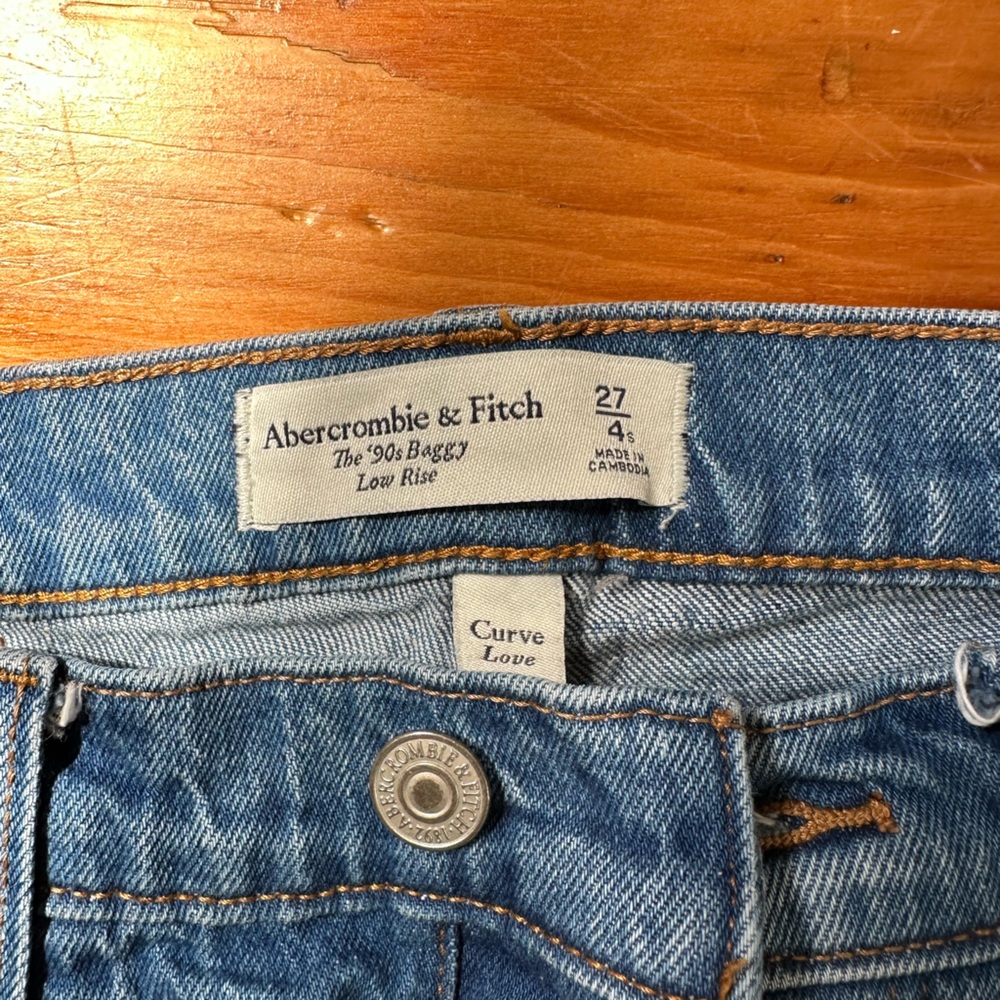 Abercrombie & Fitch
The '90s Baggy
Low Rise
27
4s
MADE IN
CAMBODIA
Curve
Love
ABERCROMBIE & FITCH · 1892 ·